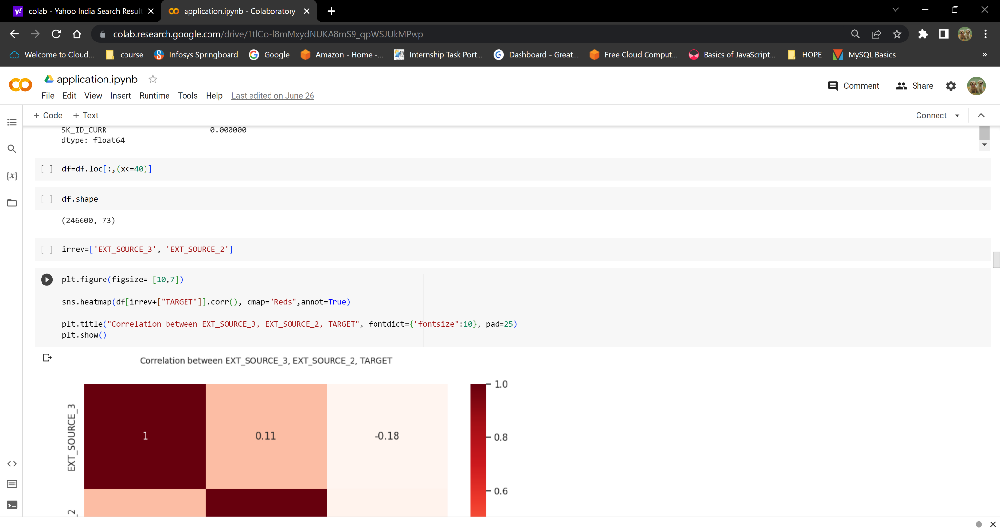 colab - Yahoo India Search Result
application.ipynb - Colaboratory
colab.research.google.com/drive/1tlCo-l8mMxydNUKA8mS9_qpWSJUkMPwp
Welcome to Cloud...
course
Infosys Springboard
Google
Amazon - Home -...
Internship Task Port...
Dashboard - Great...
Free Cloud Comput...
Basics of JavaScript...
HOPE
MySQL Basics
»
application.ipynb
Comment
Share
File Edit View Insert Runtime Tools Help Last edited on June 26
+ Code + Text
Connect
SK_ID_CURR 0.000000
dtype: float64
[ ] df=df.loc[:,(x<=40)]
[ ] df.shape
(246600, 73)
[ ] irrev=['EXT_SOURCE_3', 'EXT_SOURCE_2']
plt.figure(figsize= [10,7])
sns.heatmap(df[irrev+["TARGET"]].corr(), cmap="Reds",annot=True)
plt.title("Correlation between EXT_SOURCE_3, EXT_SOURCE_2, TARGET", fontdict={"fontsize":10}, pad=25)
plt.show()
Correlation between EXT_SOURCE_3, EXT_SOURCE_2, TARGET
1.0
EXT_SOURCE_3
1 0.11 -0.18
0.8
0.6
_2